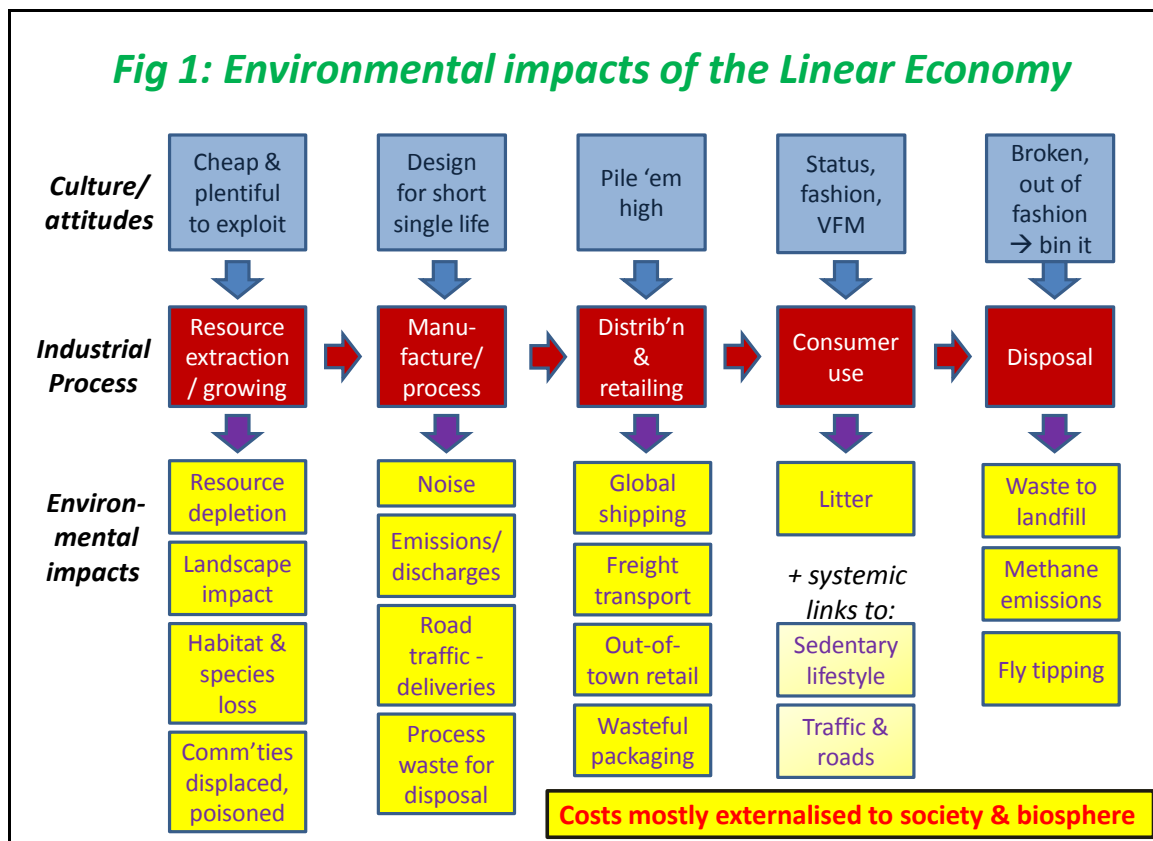 Fig 1: Environmental impacts of the Linear Economy
Culture/
attitudes
Cheap &
plentiful
to exploit
Design
for short
single life
Pile ‘em
high
Status,
fashion,
VFM
Broken,
out of
fashion
→ bin it
Industrial
Process
Resource
extraction
/ growing
Manu-
facture/
process
Distrib’n
&
retailing
Consumer
use
Disposal
Environ-
mental
impacts
Resource
depletion
Landscape
impact
Habitat &
species
loss
Comm’ties
displaced,
poisoned
Noise
Emissions/
discharges
Road
traffic -
deliveries
Process
waste for
disposal
Global
shipping
Freight
transport
Out-of-
town retail
Wasteful
packaging
Litter
+ systemic
links to:
Sedentary
lifestyle
Traffic &
roads
Waste to
landfill
Methane
emissions
Fly tipping
Costs mostly externalised to society & biosphere